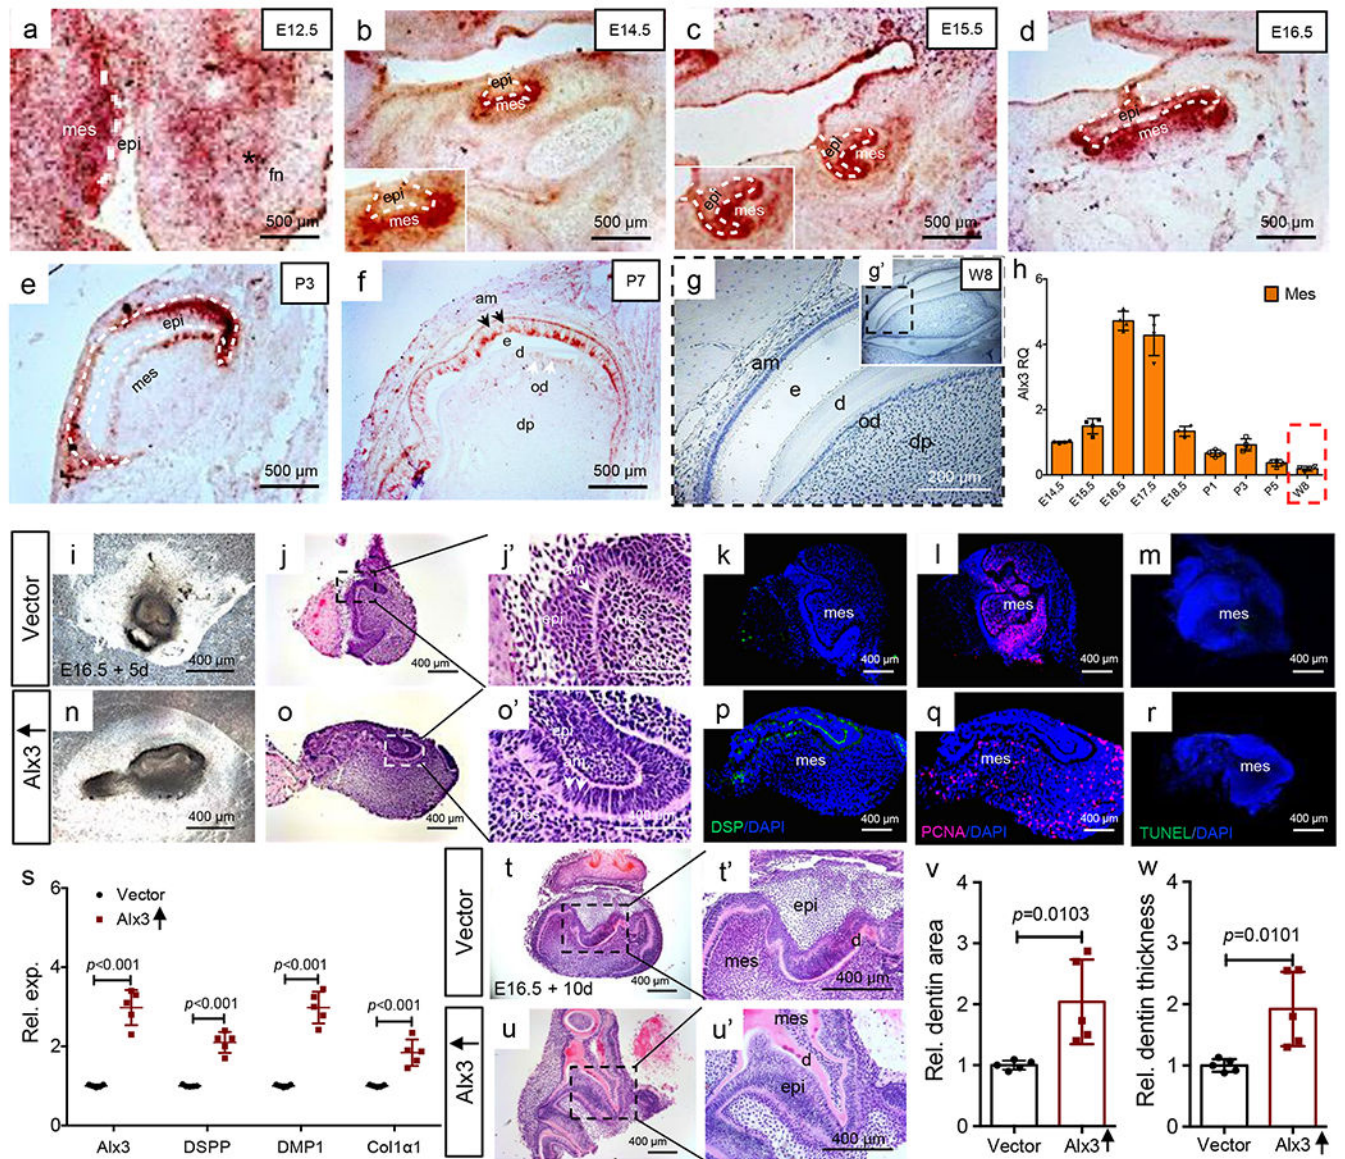 a
E12.5
mes
epi
*
fn
500 µm
b
E14.5
epi
mes
epi
mes
500 µm
c
E15.5
epi
mes
epi
mes
500 µm
d
E16.5
epi
mes
500 µm
e
P3
epi
mes
500 µm
f
P7
am
e
d
od
dp
500 µm
g
g'
W8
am
e
d
od
dp
200 µm
h
Mes
Alx3 RQ
6
4
2
0
E14.5
E15.5
E16.5
E17.5
E18.5
P1
P3
P5
W8
Vector
i
E16.5 + 5d
400 µm
j
400 µm
j'
am
epi
mes
400 µm
k
mes
400 µm
l
mes
400 µm
m
mes
400 µm
Alx3
n
400 µm
o
400 µm
o'
epi
am
mes
400 µm
p
mes
DSP/DAPI
400 µm
q
mes
PCNA/DAPI
400 µm
r
mes
TUNEL/DAPI
400 µm
s
Vector
Alx3
Rel. exp.
6
4
2
0
p<0.001
p<0.001
p<0.001
p<0.001
Alx3
DSPP
DMP1
Col1α1
Vector
t
E16.5 + 10d
400 µm
t'
epi
d
mes
400 µm
Alx3
u
400 µm
u'
mes
d
epi
400 µm
v
Rel. dentin area
4
3
2
1
0
p=0.0103
Vector
Alx3
w
Rel. dentin thickness
4
3
2
1
0
p=0.0101
Vector
Alx3